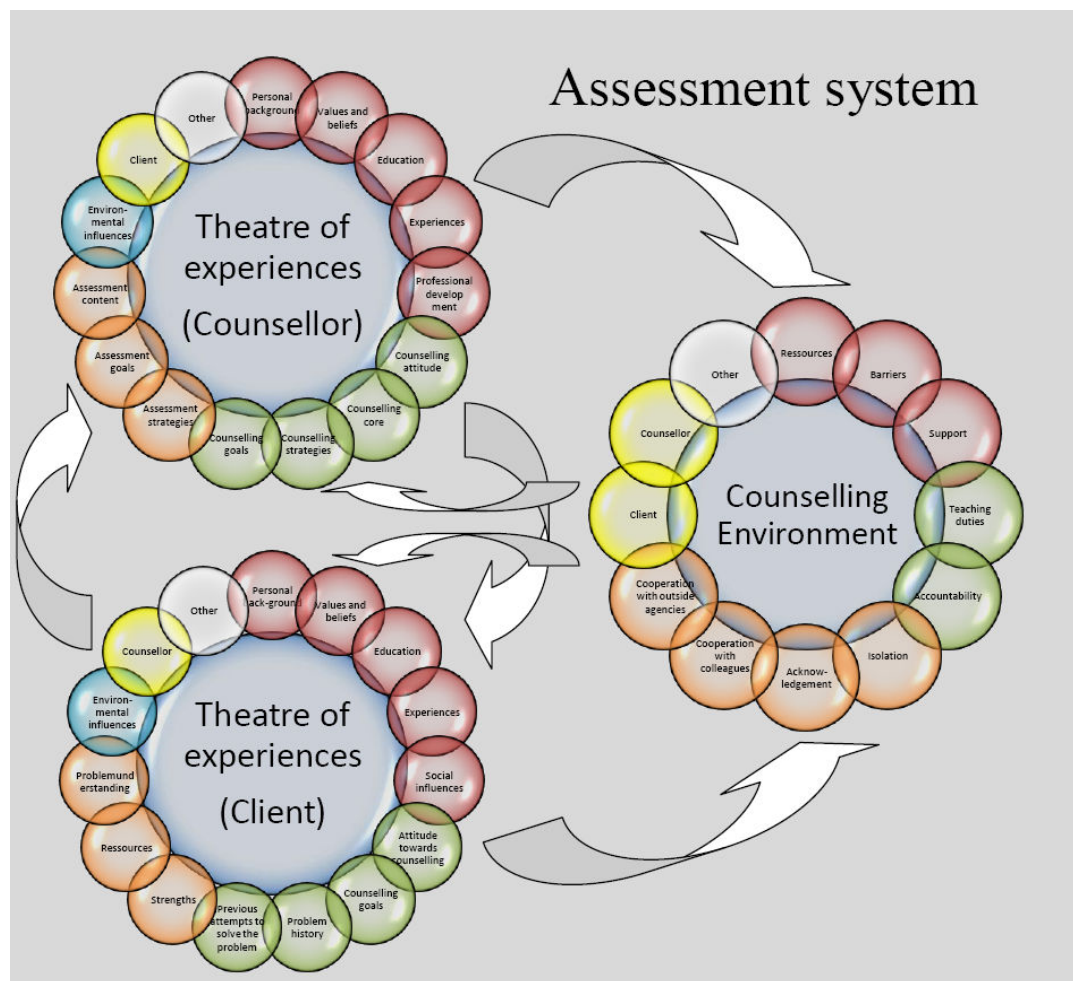 Assessment system
Theatre of
experiences
(Counsellor)
Personal
background
Values and
beliefs
Education
Experiences
Professional
develop
ment
Counselling
attitude
Counselling
core
Counselling
strategies
Counselling
goals
Assessment
strategies
Assessment
goals
Assessment
content
Environ-
mental
influences
Client
Other
Counselling
Environment
Ressources
Barriers
Support
Teaching
duties
Accountability
Isolation
Acknow-
ledgement
Cooperation
with
colleagues
Cooperation
with outside
agencies
Client
Counsellor
Other
Theatre of
experiences
(Client)
Personal
back-ground
Values and
beliefs
Education
Experiences
Social
influences
Attitude
towards
counselling
Counselling
goals
Problem
history
Previous
attempts to
solve the
problem
Strengths
Ressources
Problemund
erstanding
Environ-
mental
influences
Counsellor
Other